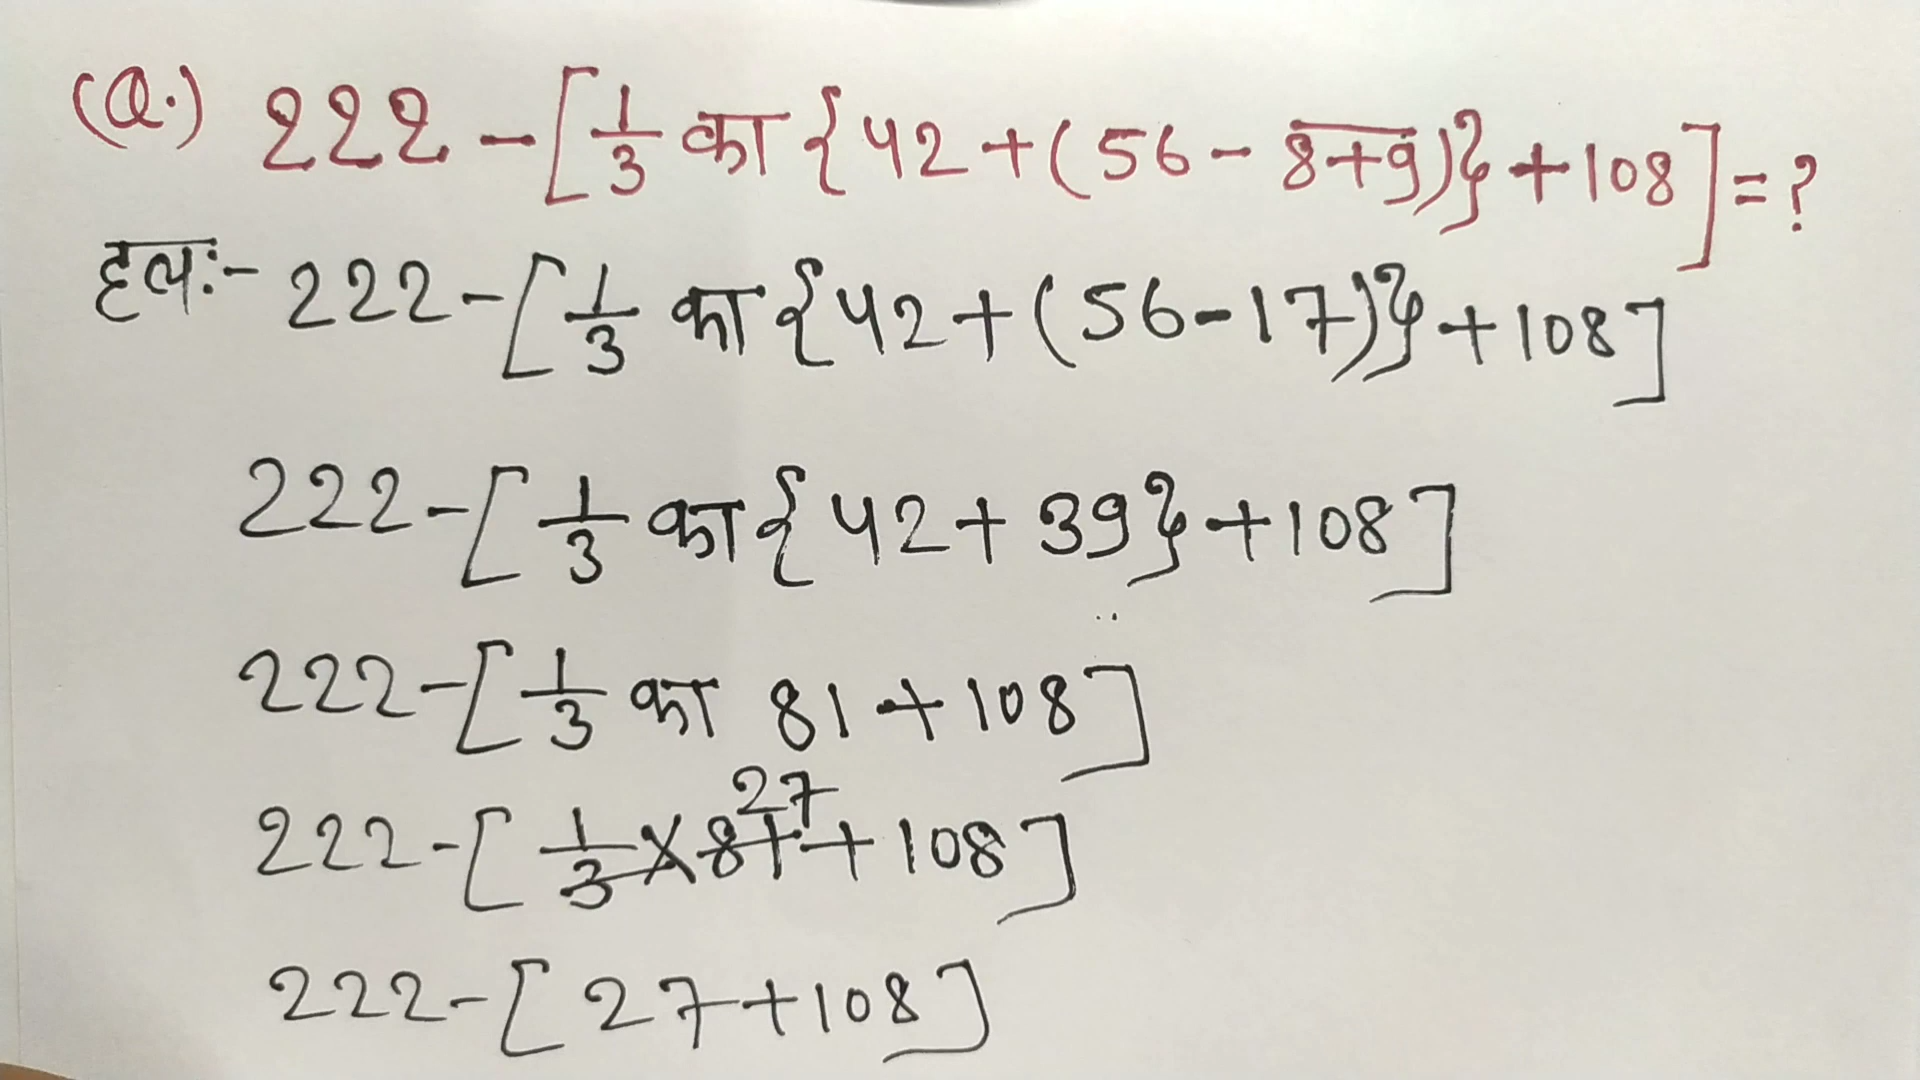 (Q.) 222 - [1/3 का {42 + (56 - 8̅+̅9̅)} + 108] = ?
हल:- 222 - [1/3 का {42 + (56 - 17)} + 108]
222 - [1/3 का {42 + 39} + 108]
222 - [1/3 का 81 + 108]
27
222 - [1/3 × 81 + 108]
222 - [27 + 108]